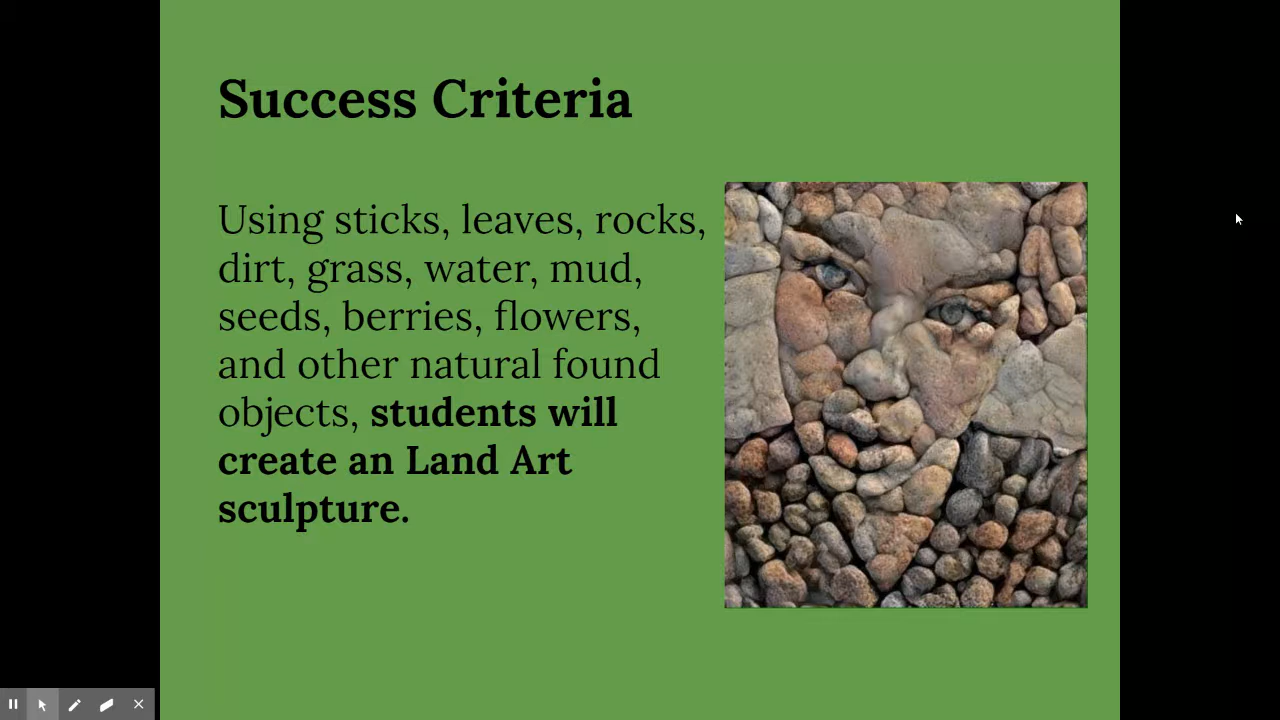 Success Criteria
Using sticks, leaves, rocks,
dirt, grass, water, mud,
seeds, berries, flowers,
and other natural found
objects, students will
create an Land Art
sculpture.